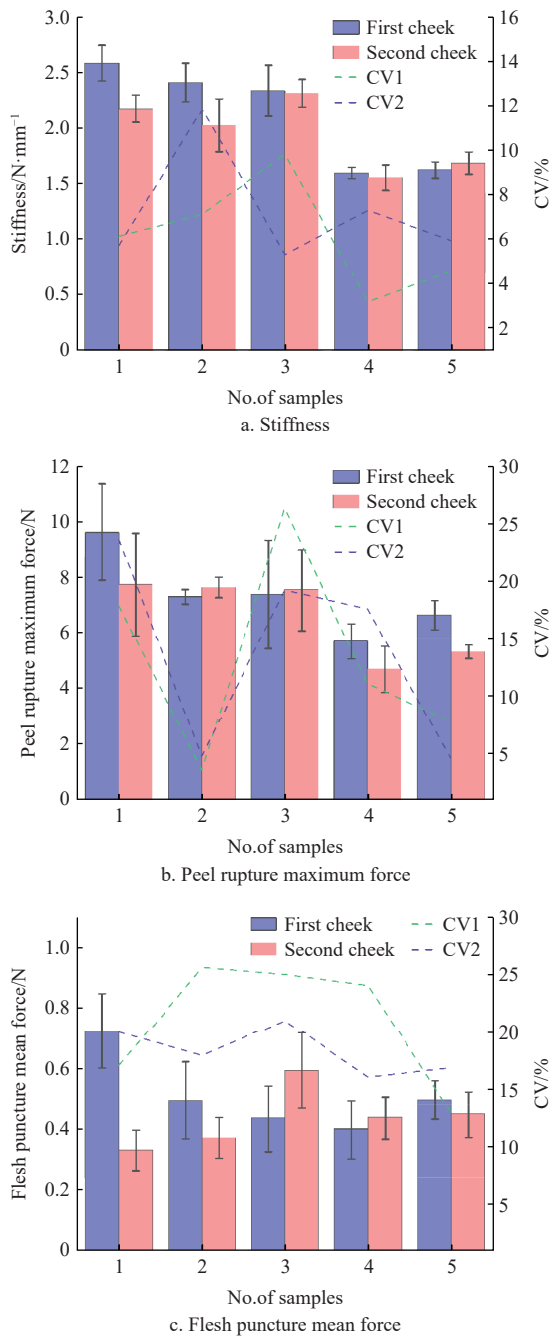 3.0
2.5
2.0
1.5
1.0
0.5
0
Stiffness/N·mm⁻¹
First cheek
Second cheek
CV1
CV2
16
14
12
10
8
6
4
2
CV/%
1 2 3 4 5
No.of samples
a. Stiffness
12
10
8
6
4
2
0
Peel rupture maximum force/N
First cheek
Second cheek
CV1
CV2
30
25
20
15
10
5
CV/%
1 2 3 4 5
No.of samples
b. Peel rupture maximum force
1.0
0.8
0.6
0.4
0.2
0
Flesh puncture mean force/N
First cheek CV1
Second cheek CV2
30
25
20
15
10
5
CV/%
1 2 3 4 5
No.of samples
c. Flesh puncture mean force